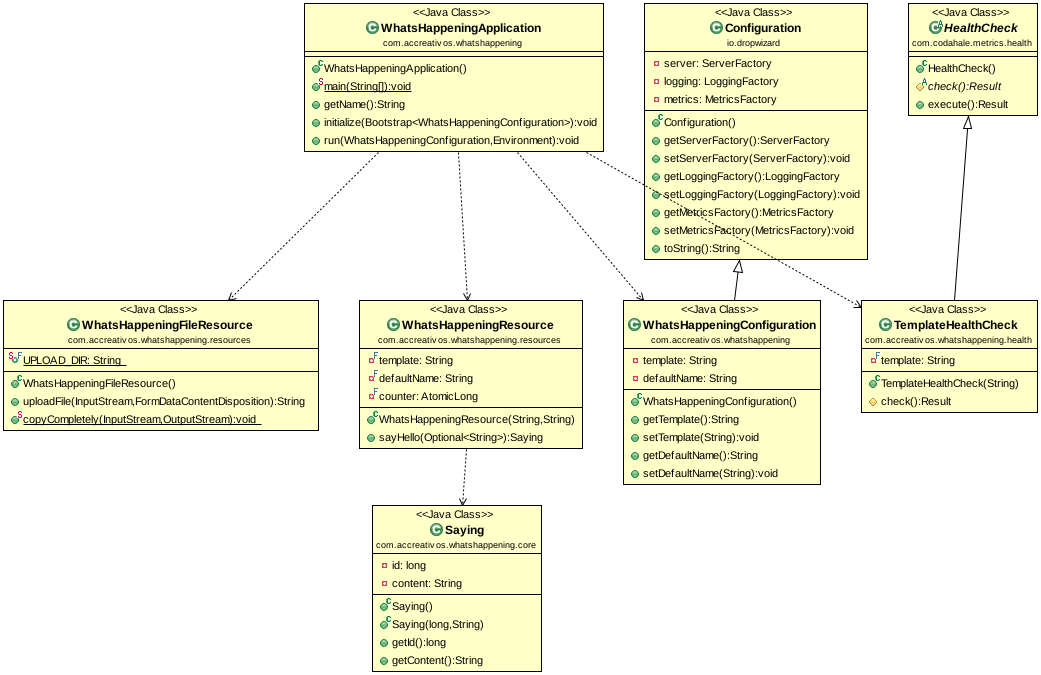 <<Java Class>>
WhatsHappeningApplication
com.accreativos.whatshappening
WhatsHappeningApplication()
main(String[]):void
getName():String
initialize(Bootstrap<WhatsHappeningConfiguration>):void
run(WhatsHappeningConfiguration,Environment):void
<<Java Class>>
Configuration
io.dropwizard
server: ServerFactory
logging: LoggingFactory
metrics: MetricsFactory
Configuration()
getServerFactory():ServerFactory
setServerFactory(ServerFactory):void
getLoggingFactory():LoggingFactory
setLoggingFactory(LoggingFactory):void
getMetricsFactory():MetricsFactory
setMetricsFactory(MetricsFactory):void
toString():String
<<Java Class>>
HealthCheck
com.codahale.metrics.health
HealthCheck()
check():Result
execute():Result
<<Java Class>>
WhatsHappeningFileResource
com.accreativos.whatshappening.resources
UPLOAD_DIR: String
WhatsHappeningFileResource()
uploadFile(InputStream,FormDataContentDisposition):String
copyCompletely(InputStream,OutputStream):void
<<Java Class>>
WhatsHappeningResource
com.accreativos.whatshappening.resources
template: String
defaultName: String
counter: AtomicLong
WhatsHappeningResource(String,String)
sayHello(Optional<String>):Saying
<<Java Class>>
WhatsHappeningConfiguration
com.accreativos.whatshappening
template: String
defaultName: String
WhatsHappeningConfiguration()
getTemplate():String
setTemplate(String):void
getDefaultName():String
setDefaultName(String):void
<<Java Class>>
TemplateHealthCheck
com.accreativos.whatshappening.health
template: String
TemplateHealthCheck(String)
check():Result
<<Java Class>>
Saying
com.accreativos.whatshappening.core
id: long
content: String
Saying()
Saying(long,String)
getId():long
getContent():String